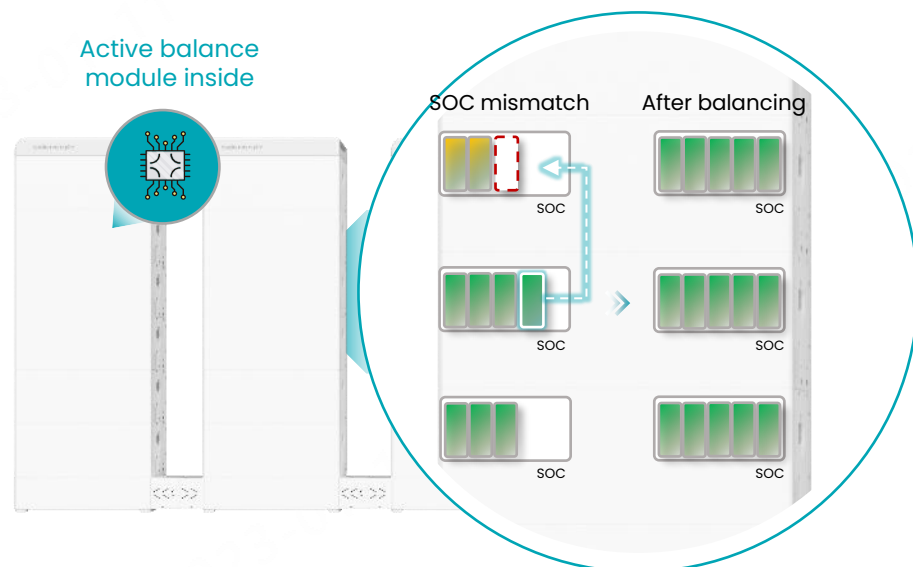 Active balance
module inside
SOC mismatch
After balancing
SOC
SOC
SOC
SOC
SOC
SOC